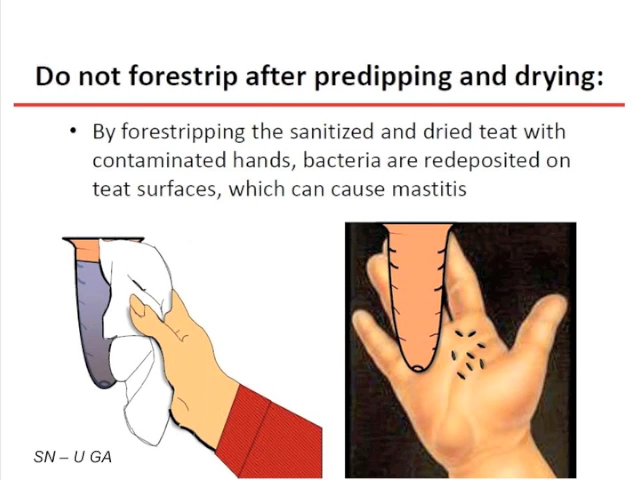 Do not forestrip after predipping and drying:
• By forestripping the sanitized and dried teat with
contaminated hands, bacteria are redeposited on
teat surfaces, which can cause mastitis
SN – U GA